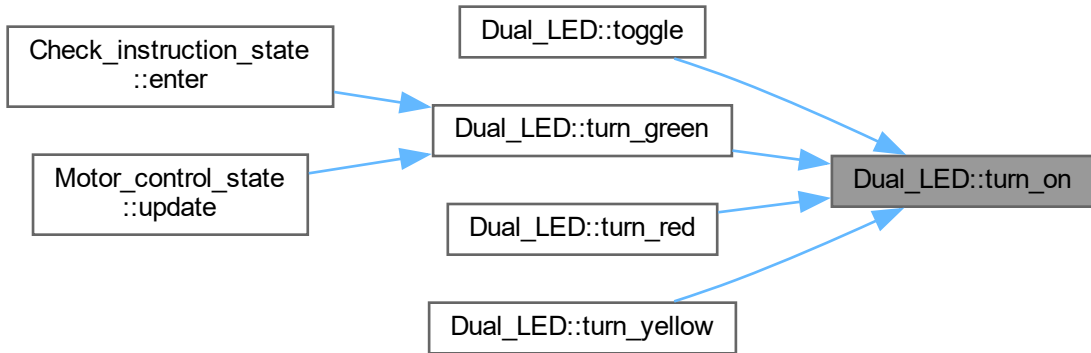 Check_instruction_state
::enter
Motor_control_state
::update
Dual_LED::toggle
Dual_LED::turn_green
Dual_LED::turn_red
Dual_LED::turn_yellow
Dual_LED::turn_on